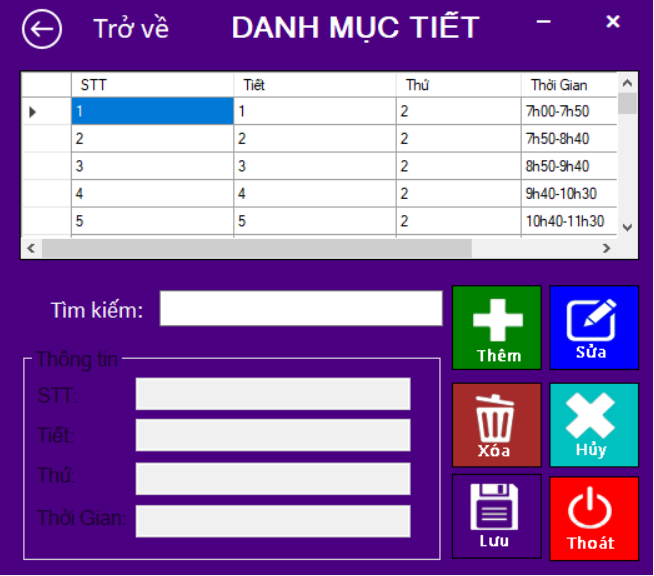 Trở về DANH MỤC TIẾT
STT Tiết Thứ Thời Gian
1 1 2 7h00-7h50
2 2 2 7h50-8h40
3 3 2 8h50-9h40
4 4 2 9h40-10h30
5 5 2 10h40-11h30
Tìm kiếm:
Thêm Sửa
Thông tin
STT:
Tiết:
Xóa Hủy
Thứ:
Thời Gian:
Lưu Thoát